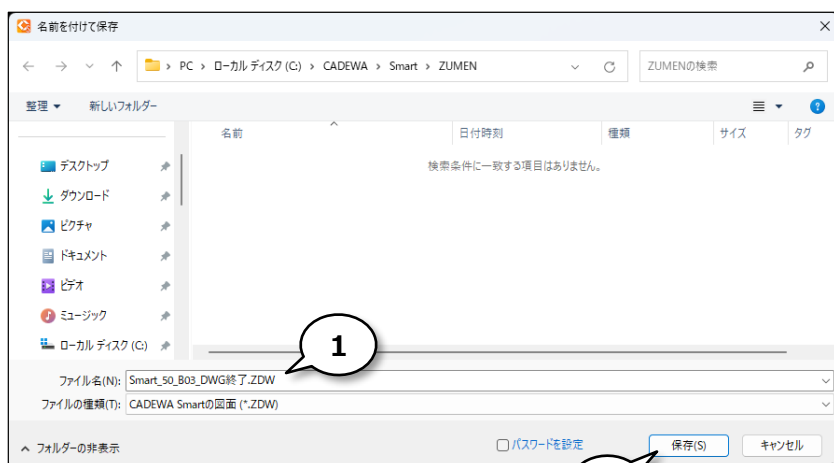 名前を付けて保存
PC › ローカル ディスク (C:) › CADEWA › Smart › ZUMEN
ZUMENの検索
整理 新しいフォルダー
名前 日付時刻 種類 サイズ タグ
検索条件に一致する項目はありません。
デスクトップ
ダウンロード
ピクチャ
ドキュメント
ビデオ
ミュージック
ローカル ディスク (C:)
1
ファイル名(N): Smart_50_B03_DWG終了.ZDW
ファイルの種類(T): CADEWA Smartの図面 (*.ZDW)
フォルダーの非表示
パスワードを設定
保存(S)
キャンセル